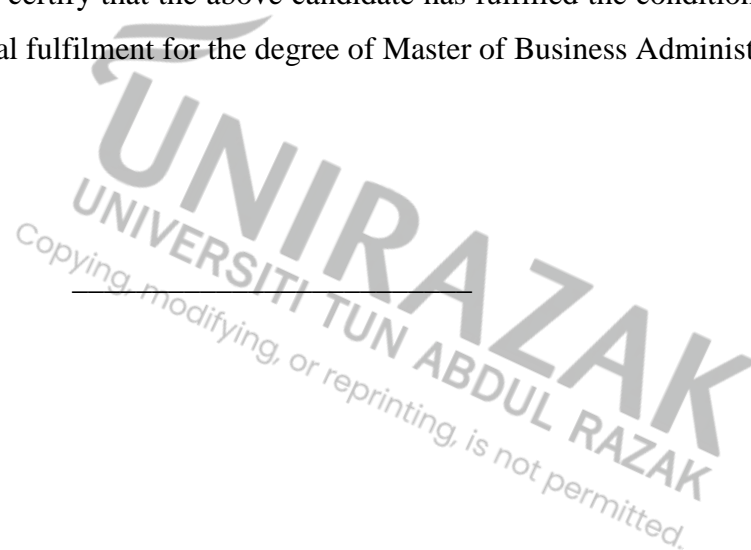 certify that the above candidate has fulfilled the condition
al fulfilment for the degree of Master of Business Administ
UNIRAZAK
UNIVERSITI TUN ABDUL RAZAK
Copying, modifying, or reprinting, is not permitted.